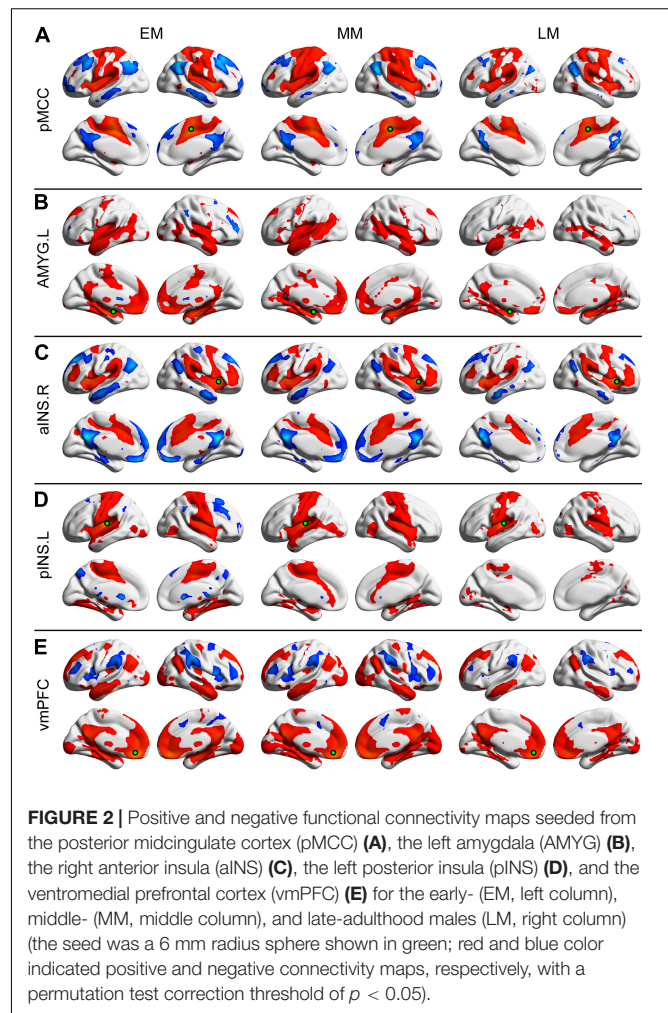 EM MM LM
A
pMCC
B
AMYG.L
C
aINS.R
D
pINS.L
E
vmPFC
FIGURE 2 | Positive and negative functional connectivity maps seeded from
the posterior midcingulate cortex (pMCC) (A), the left amygdala (AMYG) (B),
the right anterior insula (aINS) (C), the left posterior insula (pINS) (D), and the
ventromedial prefrontal cortex (vmPFC) (E) for the early- (EM, left column),
middle- (MM, middle column), and late-adulthood males (LM, right column)
(the seed was a 6 mm radius sphere shown in green; red and blue color
indicated positive and negative connectivity maps, respectively, with a
permutation test correction threshold of p < 0.05).